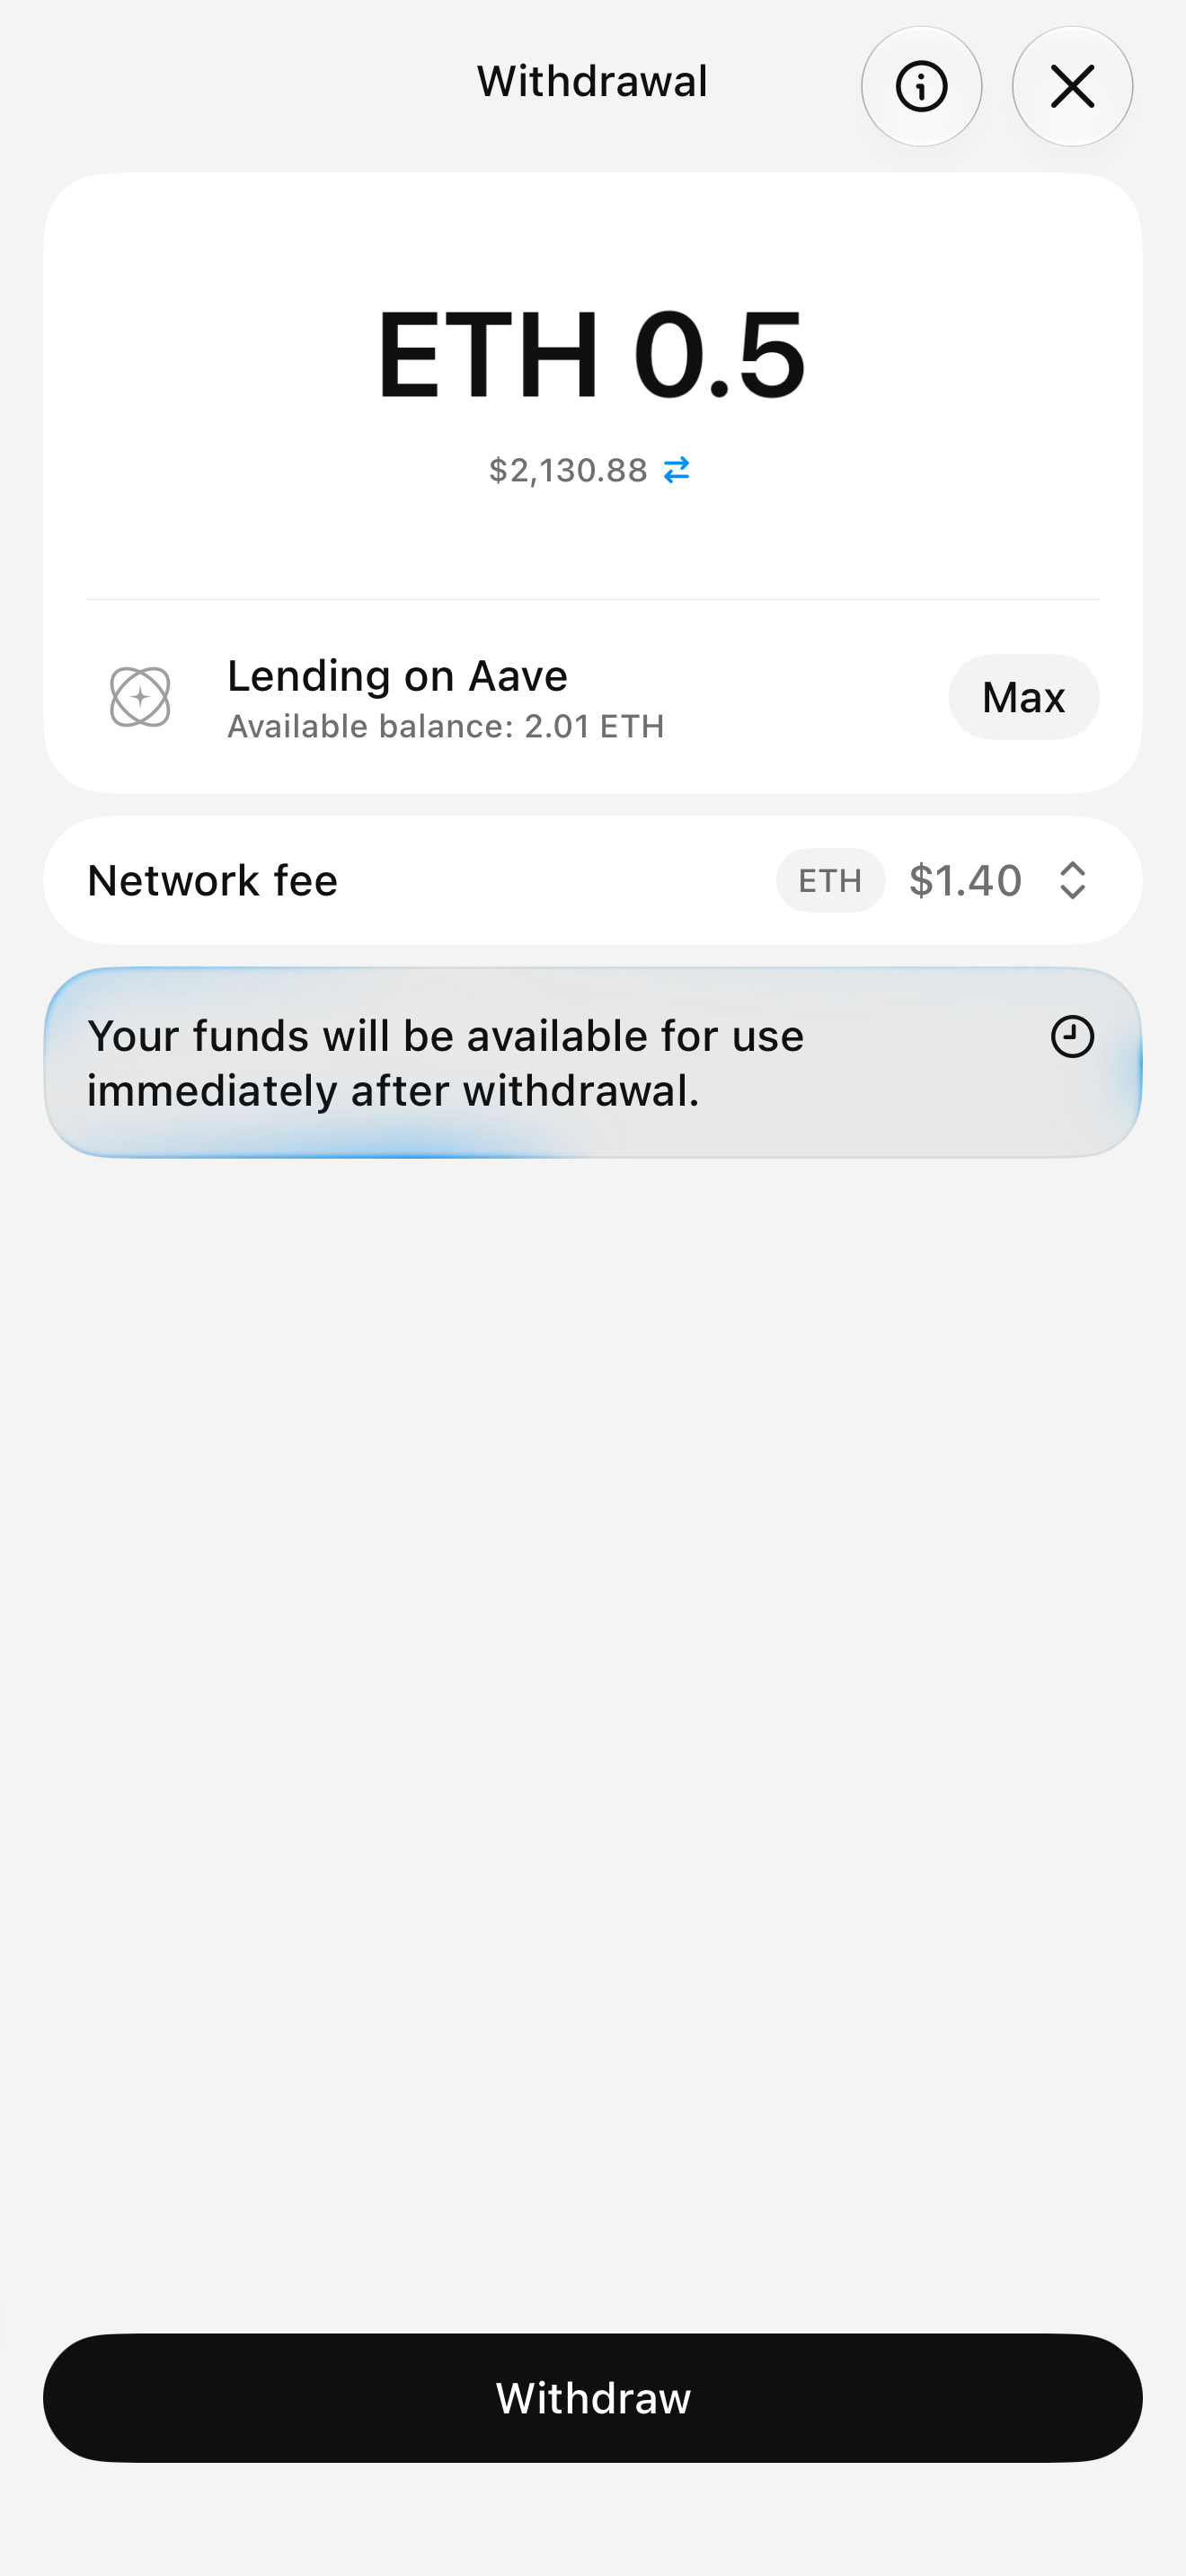 Withdrawal
ETH 0.5
$2,130.88
Lending on Aave
Available balance: 2.01 ETH
Max
Network fee
ETH
$1.40
Your funds will be available for use
immediately after withdrawal.
Withdraw